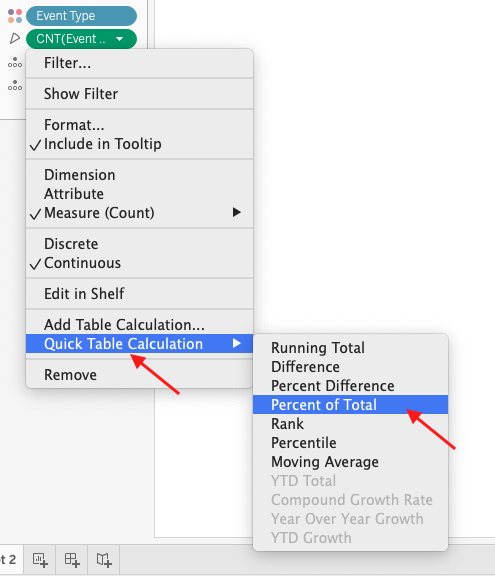 Event Type
CNT(Event ..
Filter...
Show Filter
Format...
Include in Tooltip
Dimension
Attribute
Measure (Count)
Discrete
Continuous
Edit in Shelf
Add Table Calculation...
Quick Table Calculation
Remove
Running Total
Difference
Percent Difference
Percent of Total
Rank
Percentile
Moving Average
YTD Total
Compound Growth Rate
Year Over Year Growth
YTD Growth
t 2